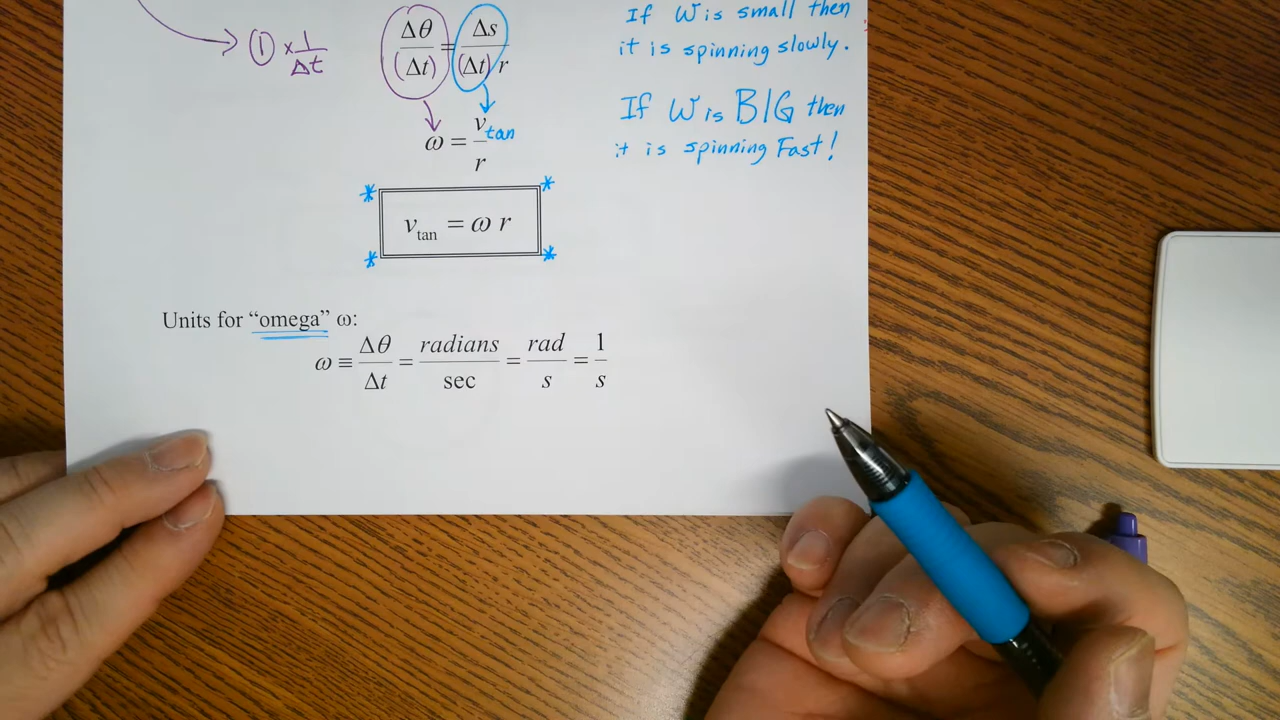 If ω is small then
it is spinning slowly.
① × 1/Δt
Δθ/(Δt) = Δs/(Δt) r
If ω is BIG then
it is spinning Fast!
ω = v tan / r
* *
v_tan = ω r
* *
Units for “omega” ω:
ω ≡ Δθ/Δt = radians/sec = rad/s = 1/s